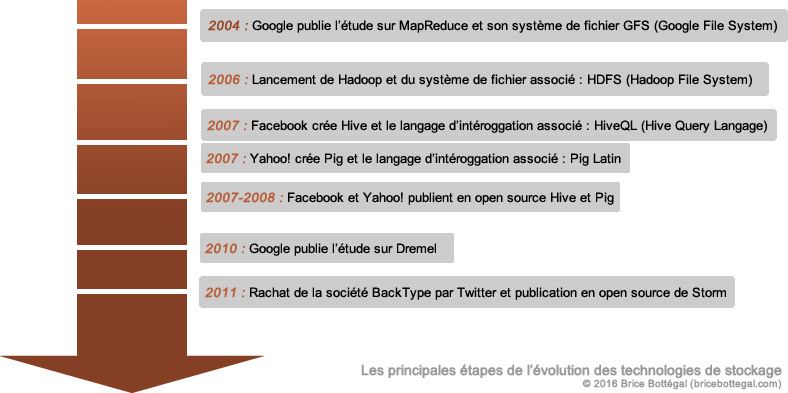 2004 : Google publie l'étude sur MapReduce et son système de fichier GFS (Google File System)
2006 : Lancement de Hadoop et du système de fichier associé : HDFS (Hadoop File System)
2007 : Facebook crée Hive et le langage d'intéroggation associé : HiveQL (Hive Query Langage)
2007 : Yahoo! crée Pig et le langage d'intéroggation associé : Pig Latin
2007-2008 : Facebook et Yahoo! publient en open source Hive et Pig
2010 : Google publie l'étude sur Dremel
2011 : Rachat de la société BackType par Twitter et publication en open source de Storm
Les principales étapes de l'évolution des technologies de stockage
© 2016 Brice Bottégal (bricebottegal.com)